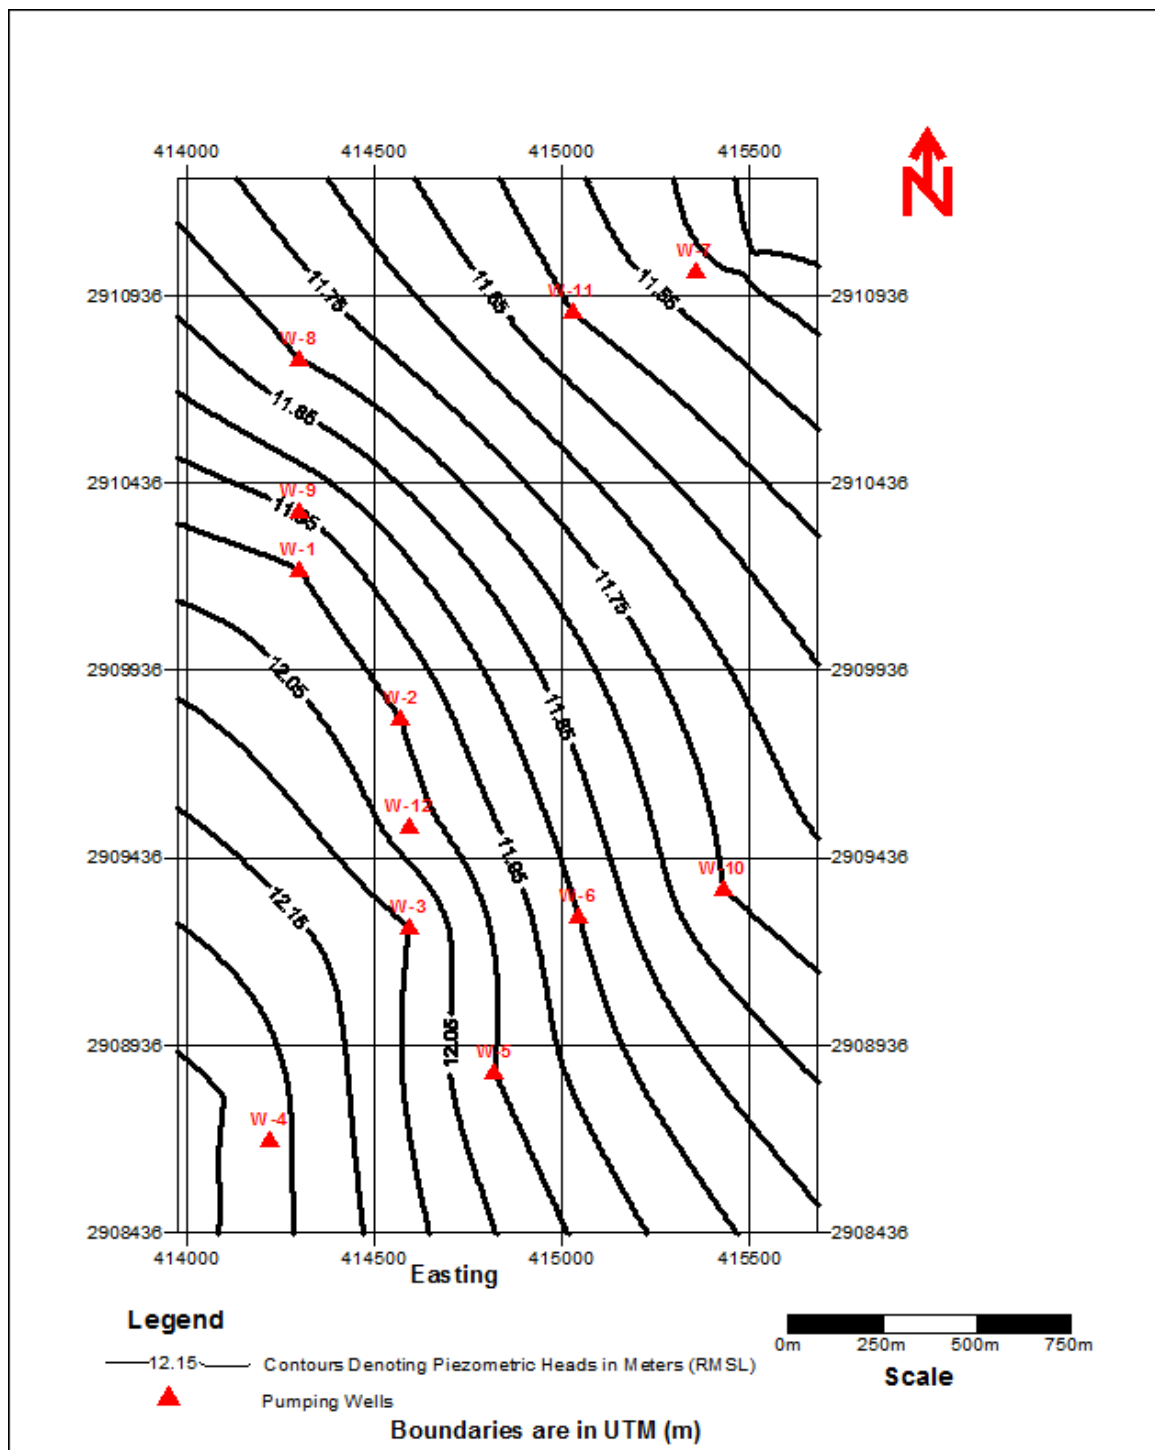 414000 414500 415000 415500
N
W-7
11.55
2910936 11.75 11.65 W-11 2910936
W-8
11.85
2910436 2910436
W-9
11.95
W-1
11.75
2909936 2909936
12.05
W-2
11.85
W-12
2909436 11.95 2909436
W-10
W-6
12.15
W-3
2908936 12.05 2908936
W-5
W-4
2908436 2908436
414000 414500 415000 415500
Easting
Legend
12.15 Contours Denoting Piezometric Heads in Meters (RMSL)
Pumping Wells
0m 250m 500m 750m
Scale
Boundaries are in UTM (m)